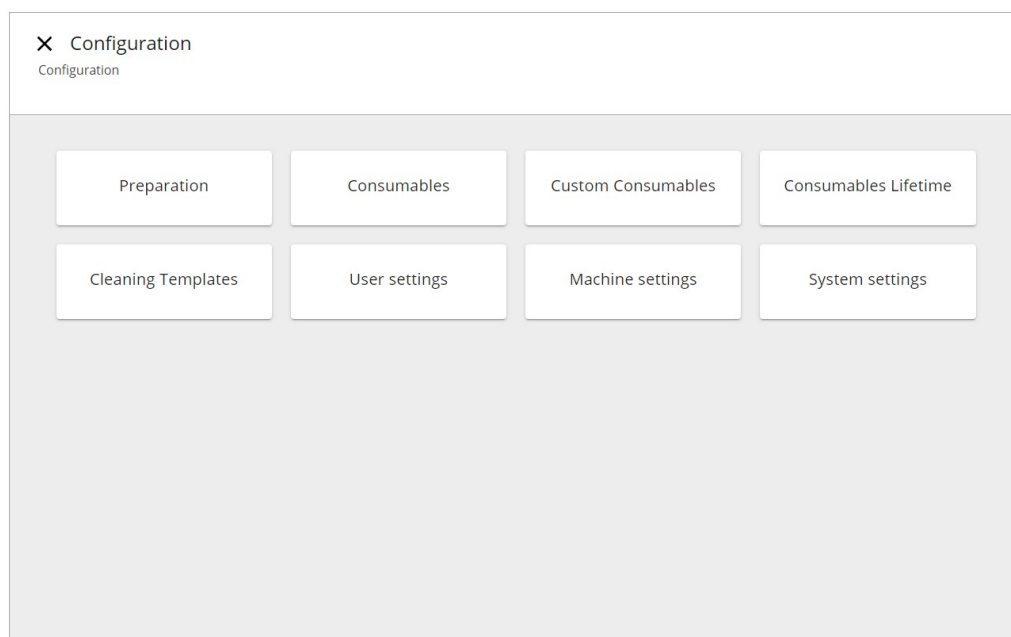 Configuration
Configuration
Preparation
Consumables
Custom Consumables
Consumables Lifetime
Cleaning Templates
User settings
Machine settings
System settings